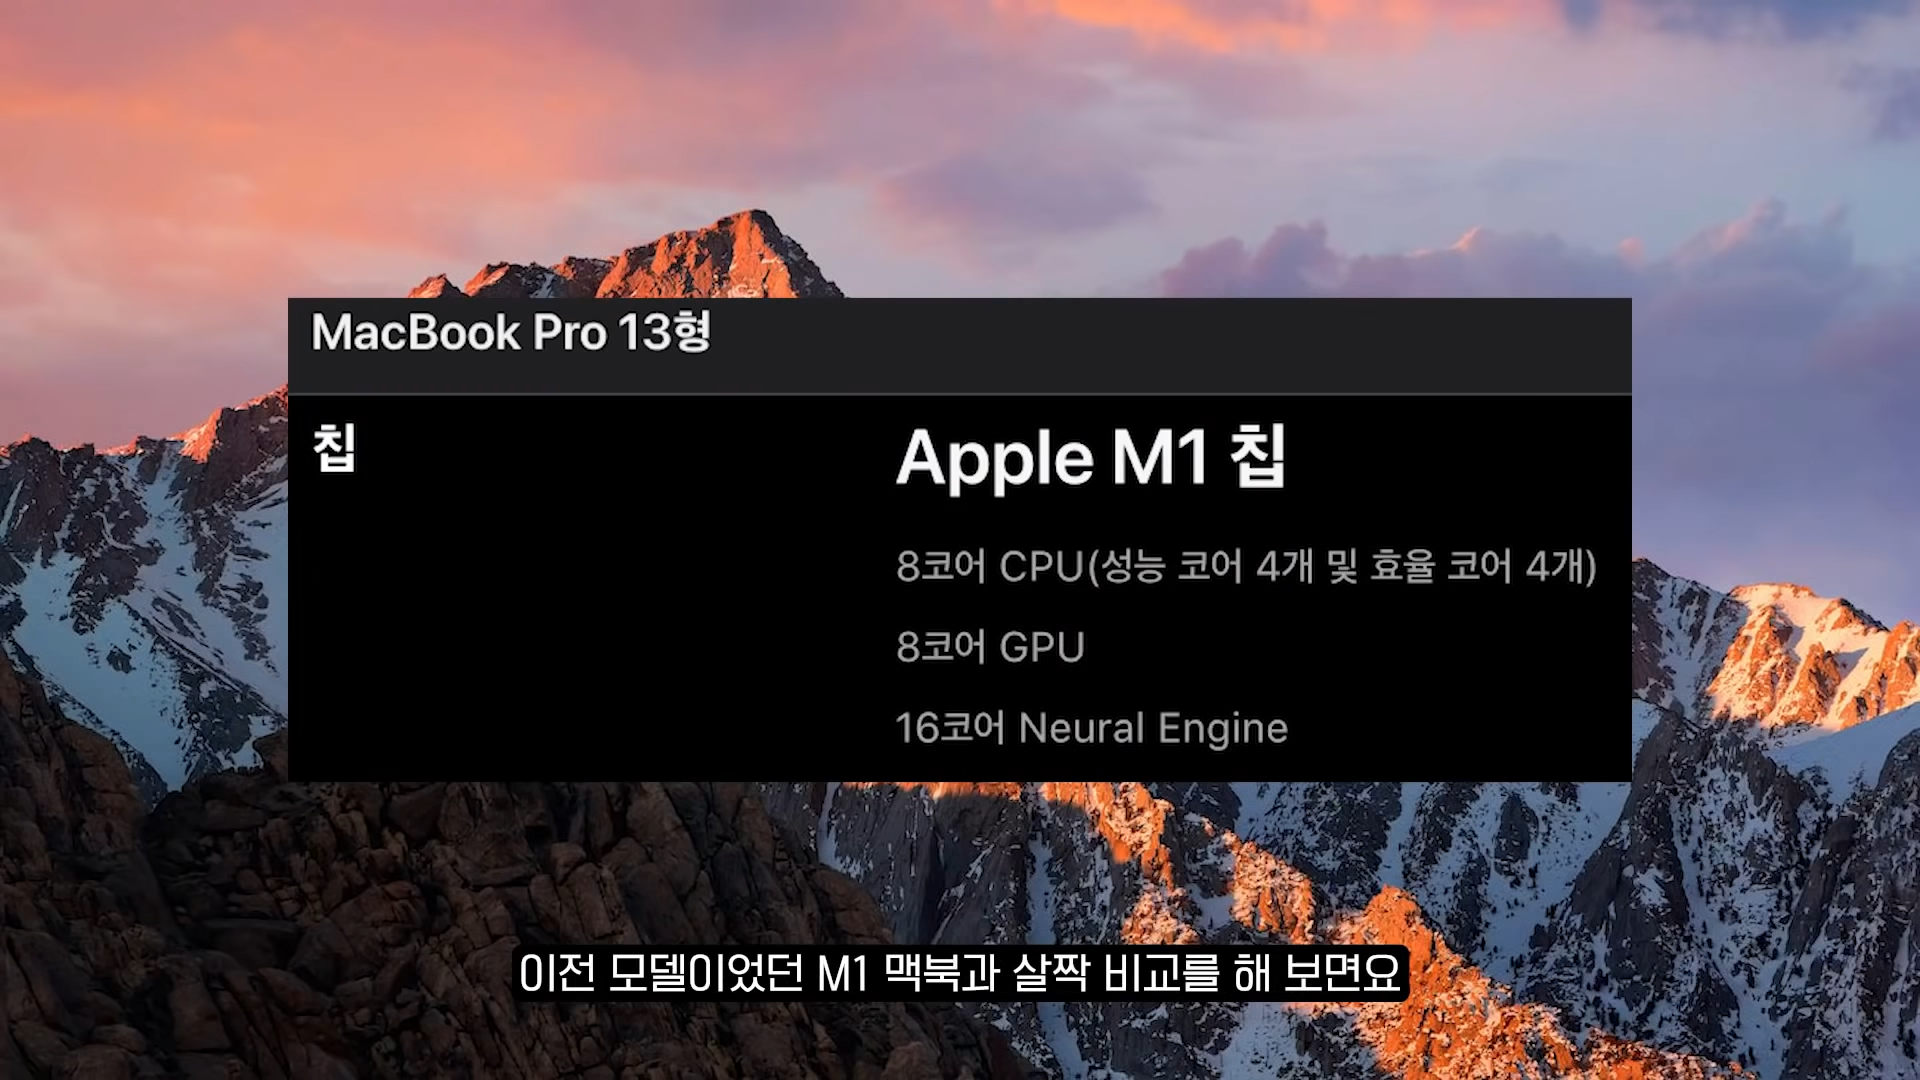 MacBook Pro 13형
칩
Apple M1 칩
8코어 CPU(성능 코어 4개 및 효율 코어 4개)
8코어 GPU
16코어 Neural Engine
이전 모델이었던 M1 맥북과 살짝 비교를 해 보면요